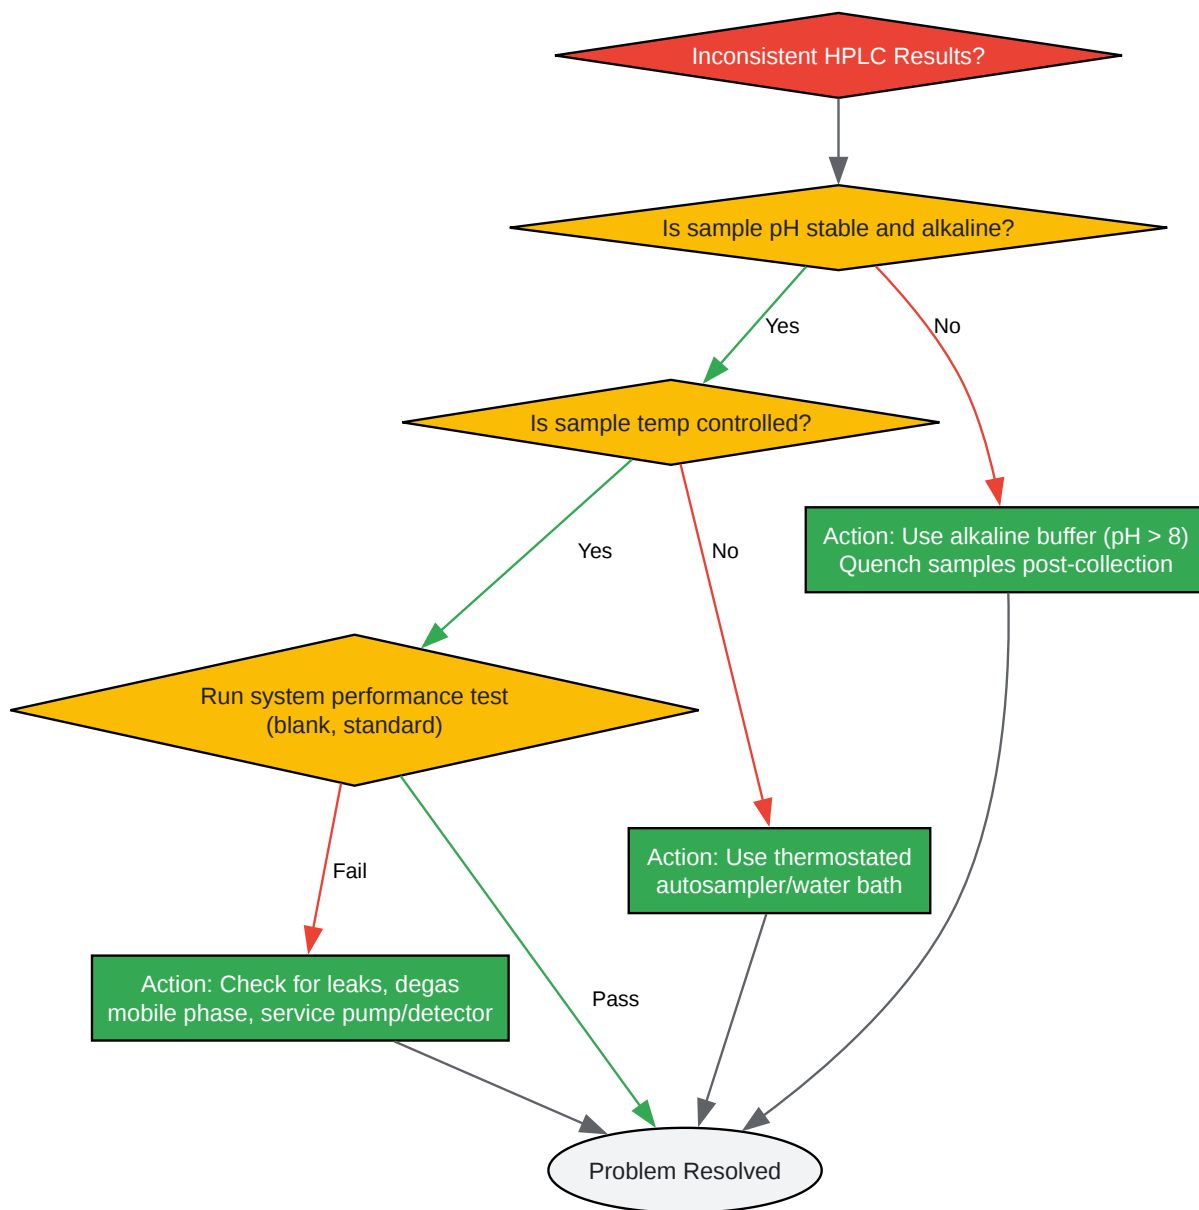 Inconsistent HPLC Results?
Is sample pH stable and alkaline?
Yes
No
Is sample temp controlled?
Yes
No
Action: Use alkaline buffer (pH > 8)
Quench samples post-collection
Run system performance test
(blank, standard)
Fail
Pass
Action: Use thermostated
autosampler/water bath
Action: Check for leaks, degas
mobile phase, service pump/detector
Problem Resolved